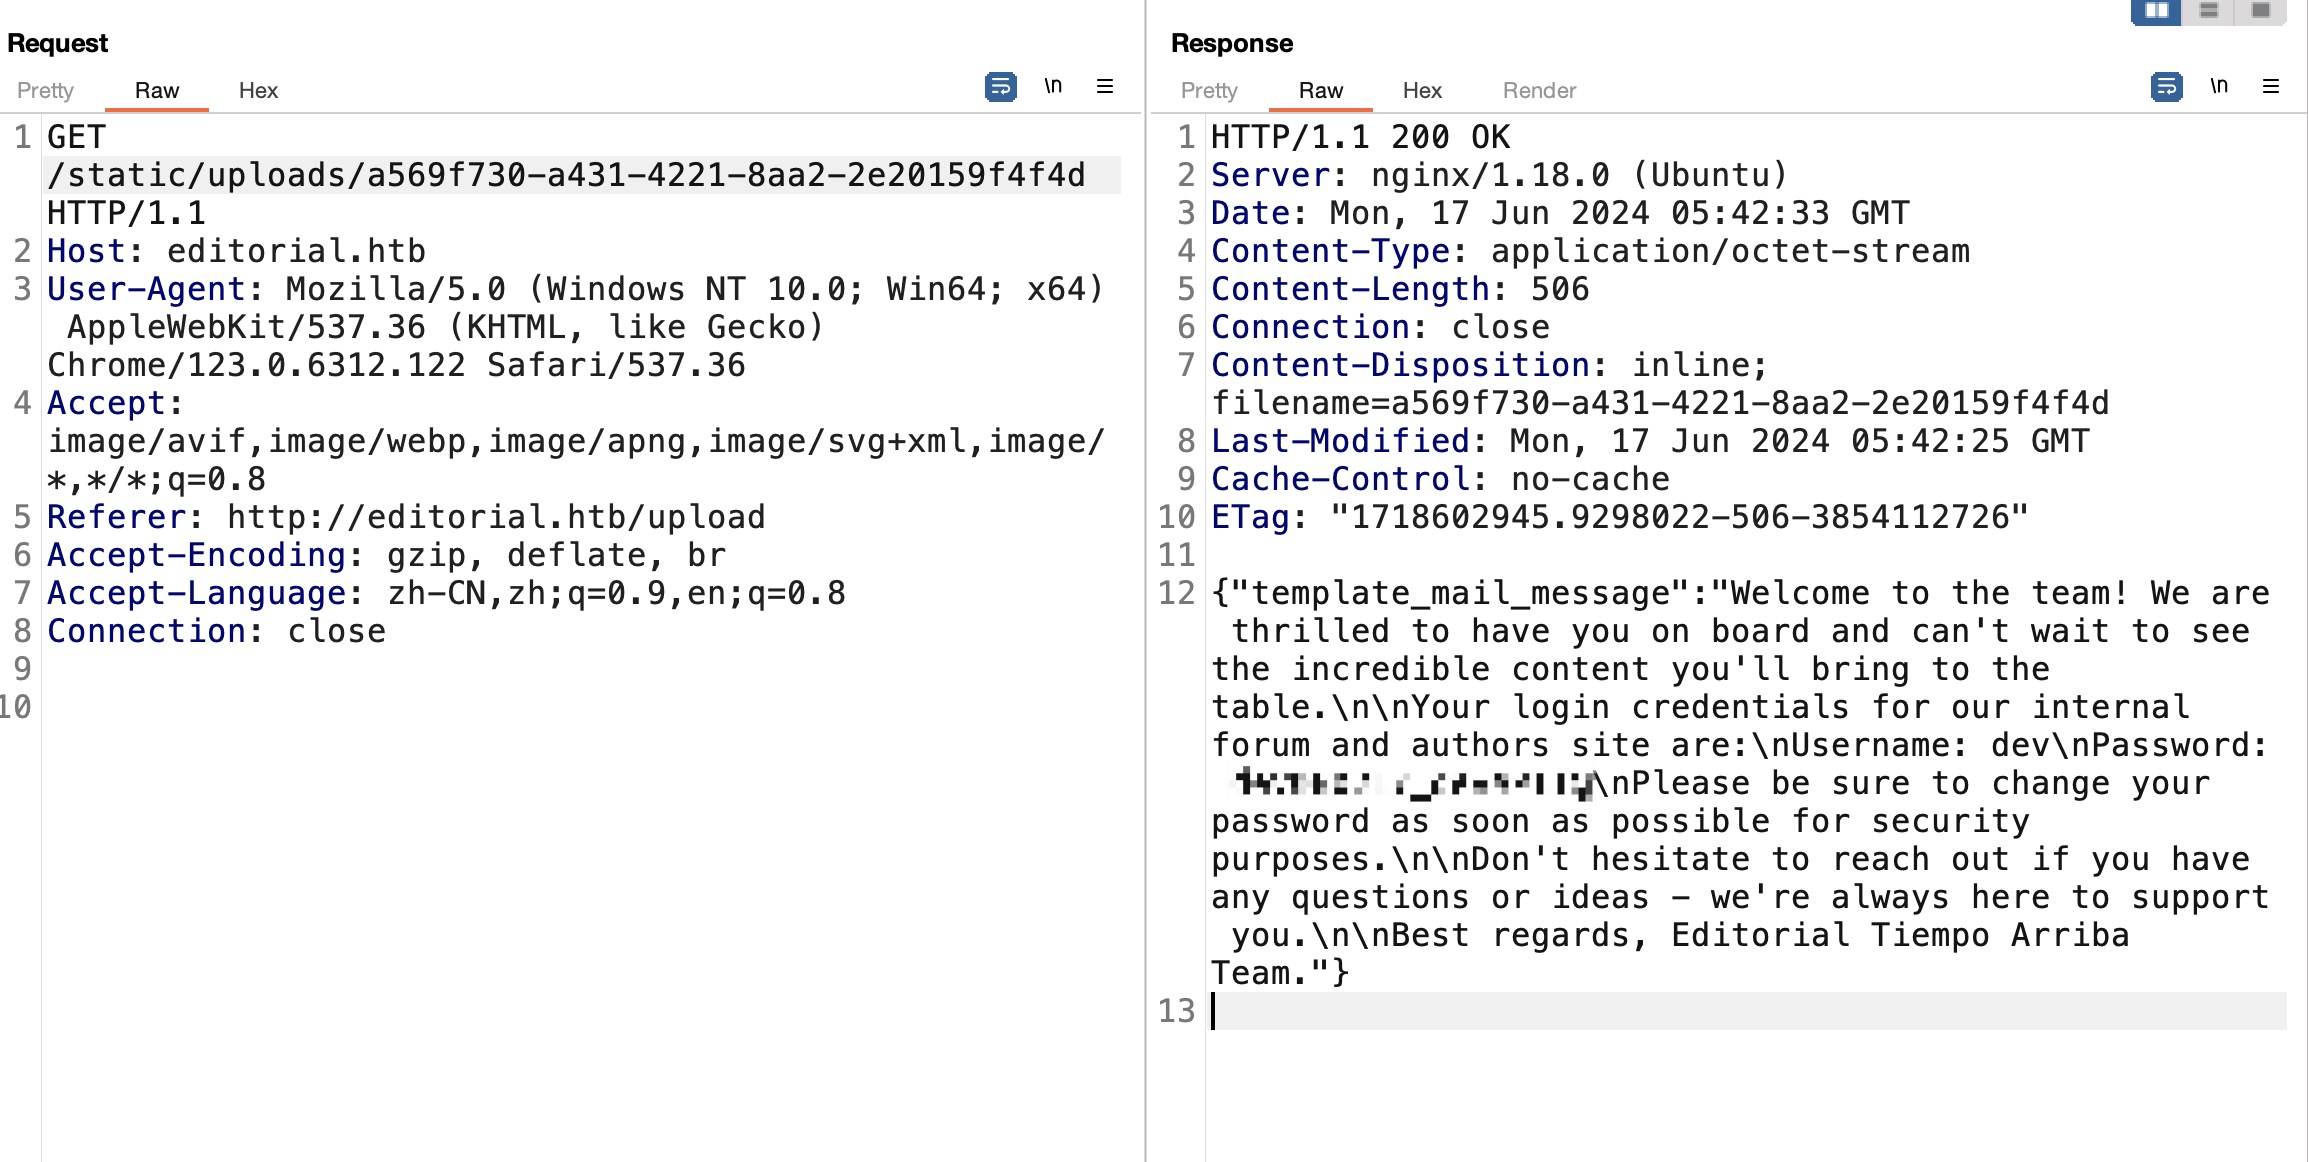 Request
Pretty Raw Hex \n
1 GET
/static/uploads/a569f730-a431-4221-8aa2-2e20159f4f4d
HTTP/1.1
2 Host: editorial.htb
3 User-Agent: Mozilla/5.0 (Windows NT 10.0; Win64; x64)
AppleWebKit/537.36 (KHTML, like Gecko)
Chrome/123.0.6312.122 Safari/537.36
4 Accept:
image/avif,image/webp,image/apng,image/svg+xml,image/
*,*/*;q=0.8
5 Referer: http://editorial.htb/upload
6 Accept-Encoding: gzip, deflate, br
7 Accept-Language: zh-CN,zh;q=0.9,en;q=0.8
8 Connection: close
9
10
Response
Pretty Raw Hex Render \n
1 HTTP/1.1 200 OK
2 Server: nginx/1.18.0 (Ubuntu)
3 Date: Mon, 17 Jun 2024 05:42:33 GMT
4 Content-Type: application/octet-stream
5 Content-Length: 506
6 Connection: close
7 Content-Disposition: inline;
filename=a569f730-a431-4221-8aa2-2e20159f4f4d
8 Last-Modified: Mon, 17 Jun 2024 05:42:25 GMT
9 Cache-Control: no-cache
10 ETag: "1718602945.9298022-506-3854112726"
11
12 {"template_mail_message":"Welcome to the team! We are
thrilled to have you on board and can't wait to see
the incredible content you'll bring to the
table.\n\nYour login credentials for our internal
forum and authors site are:\nUsername: dev\nPassword:
\nPlease be sure to change your
password as soon as possible for security
purposes.\n\nDon't hesitate to reach out if you have
any questions or ideas - we're always here to support
you.\n\nBest regards, Editorial Tiempo Arriba
Team."}
13